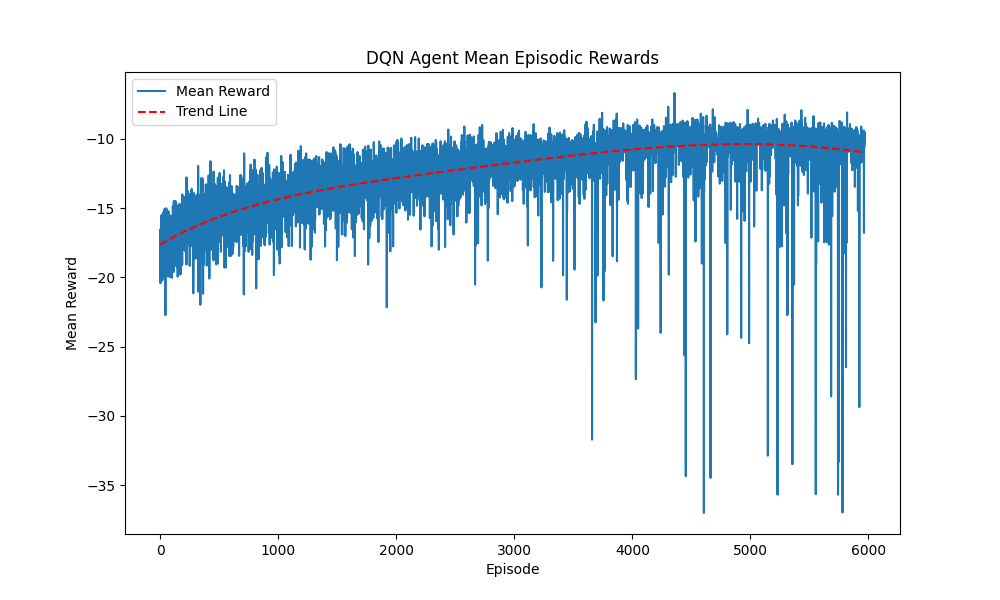 DQN Agent Mean Episodic Rewards
Mean Reward
Trend Line
Mean Reward
−10
−15
−20
−25
−30
−35
0 1000 2000 3000 4000 5000 6000
Episode